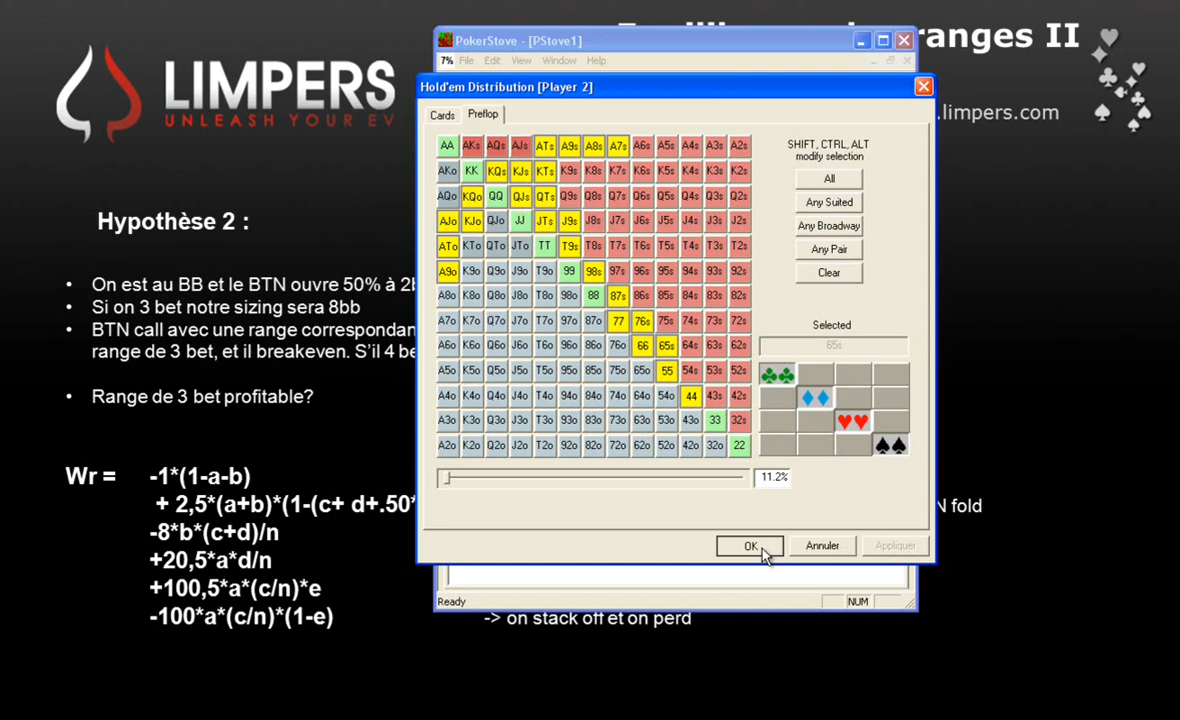 ranges II
LIMPERS
UNLEASH YOUR EV
.limpers.com
PokerStove - [PStove1]
7% File Edit View Window Help
Hold'em Distribution [Player 2]
Cards Preflop
AA AKs AQs AJs ATs A9s A8s A7s A6s A5s A4s A3s A2s
AKo KK KQs KJs KTs K9s K8s K7s K6s K5s K4s K3s K2s
AQo KQo QQ QJs QTs Q9s Q8s Q7s Q6s Q5s Q4s Q3s Q2s
AJo KJo QJo JJ JTs J9s J8s J7s J6s J5s J4s J3s J2s
ATo KTo QTo JTo TT T9s T8s T7s T6s T5s T4s T3s T2s
A9o K9o Q9o J9o T9o 99 98s 97s 96s 95s 94s 93s 92s
A8o K8o Q8o J8o T8o 98o 88 87s 86s 85s 84s 83s 82s
A7o K7o Q7o J7o T7o 97o 87o 77 76s 75s 74s 73s 72s
A6o K6o Q6o J6o T6o 96o 86o 76o 66 65s 64s 63s 62s
A5o K5o Q5o J5o T5o 95o 85o 75o 65o 55 54s 53s 52s
A4o K4o Q4o J4o T4o 94o 84o 74o 64o 54o 44 43s 42s
A3o K3o Q3o J3o T3o 93o 83o 73o 63o 53o 43o 33 32s
A2o K2o Q2o J2o T2o 92o 82o 72o 62o 52o 42o 32o 22
11.2%
SHIFT, CTRL, ALT
modify selection
All
Any Suited
Any Broadway
Any Pair
Clear
Selected
65s
OK Annuler Appliquer
Ready NUM
Hypothèse 2 :
• On est au BB et le BTN ouvre 50% à 2b
• Si on 3 bet notre sizing sera 8bb
• BTN call avec une range correspondan
range de 3 bet, et il breakeven. S'il 4 be
• Range de 3 bet profitable?
Wr = -1*(1-a-b)
+ 2,5*(a+b)*(1-(c+ d+.50* N fold
-8*b*(c+d)/n
+20,5*a*d/n
+100,5*a*(c/n)*e
-100*a*(c/n)*(1-e) -> on stack off et on perd